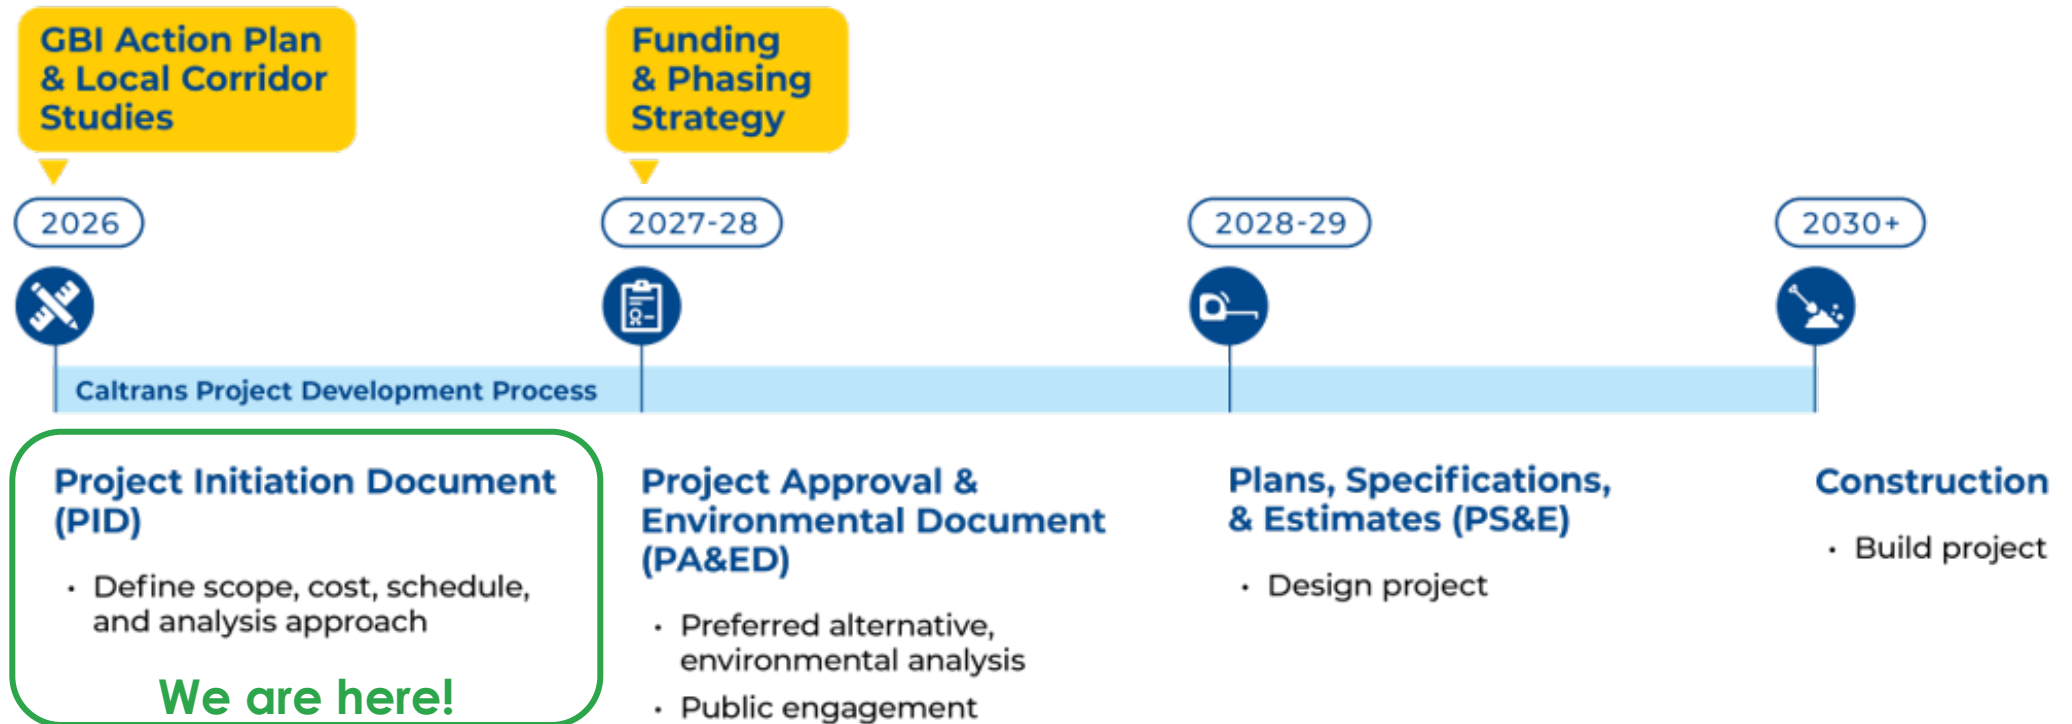 GBI Action Plan
& Local Corridor
Studies
Funding
& Phasing
Strategy
2026
2027-28
2028-29
2030+
Caltrans Project Development Process
Project Initiation Document
(PID)
• Define scope, cost, schedule,
and analysis approach
We are here!
Project Approval &
Environmental Document
(PA&ED)
• Preferred alternative,
environmental analysis
• Public engagement
Plans, Specifications,
& Estimates (PS&E)
• Design project
Construction
• Build project